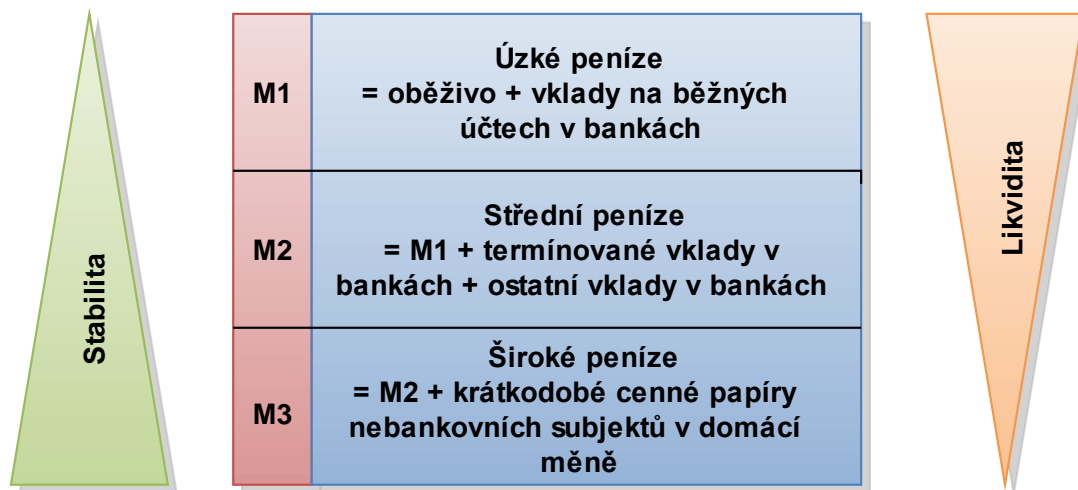 Stabilita
M1
Úzké peníze
= oběživo + vklady na běžných
účtech v bankách
M2
Střední peníze
= M1 + termínované vklady v
bankách + ostatní vklady v bankách
M3
Široké peníze
= M2 + krátkodobé cenné papíry
nebankovních subjektů v domácí
měně
Likvidita